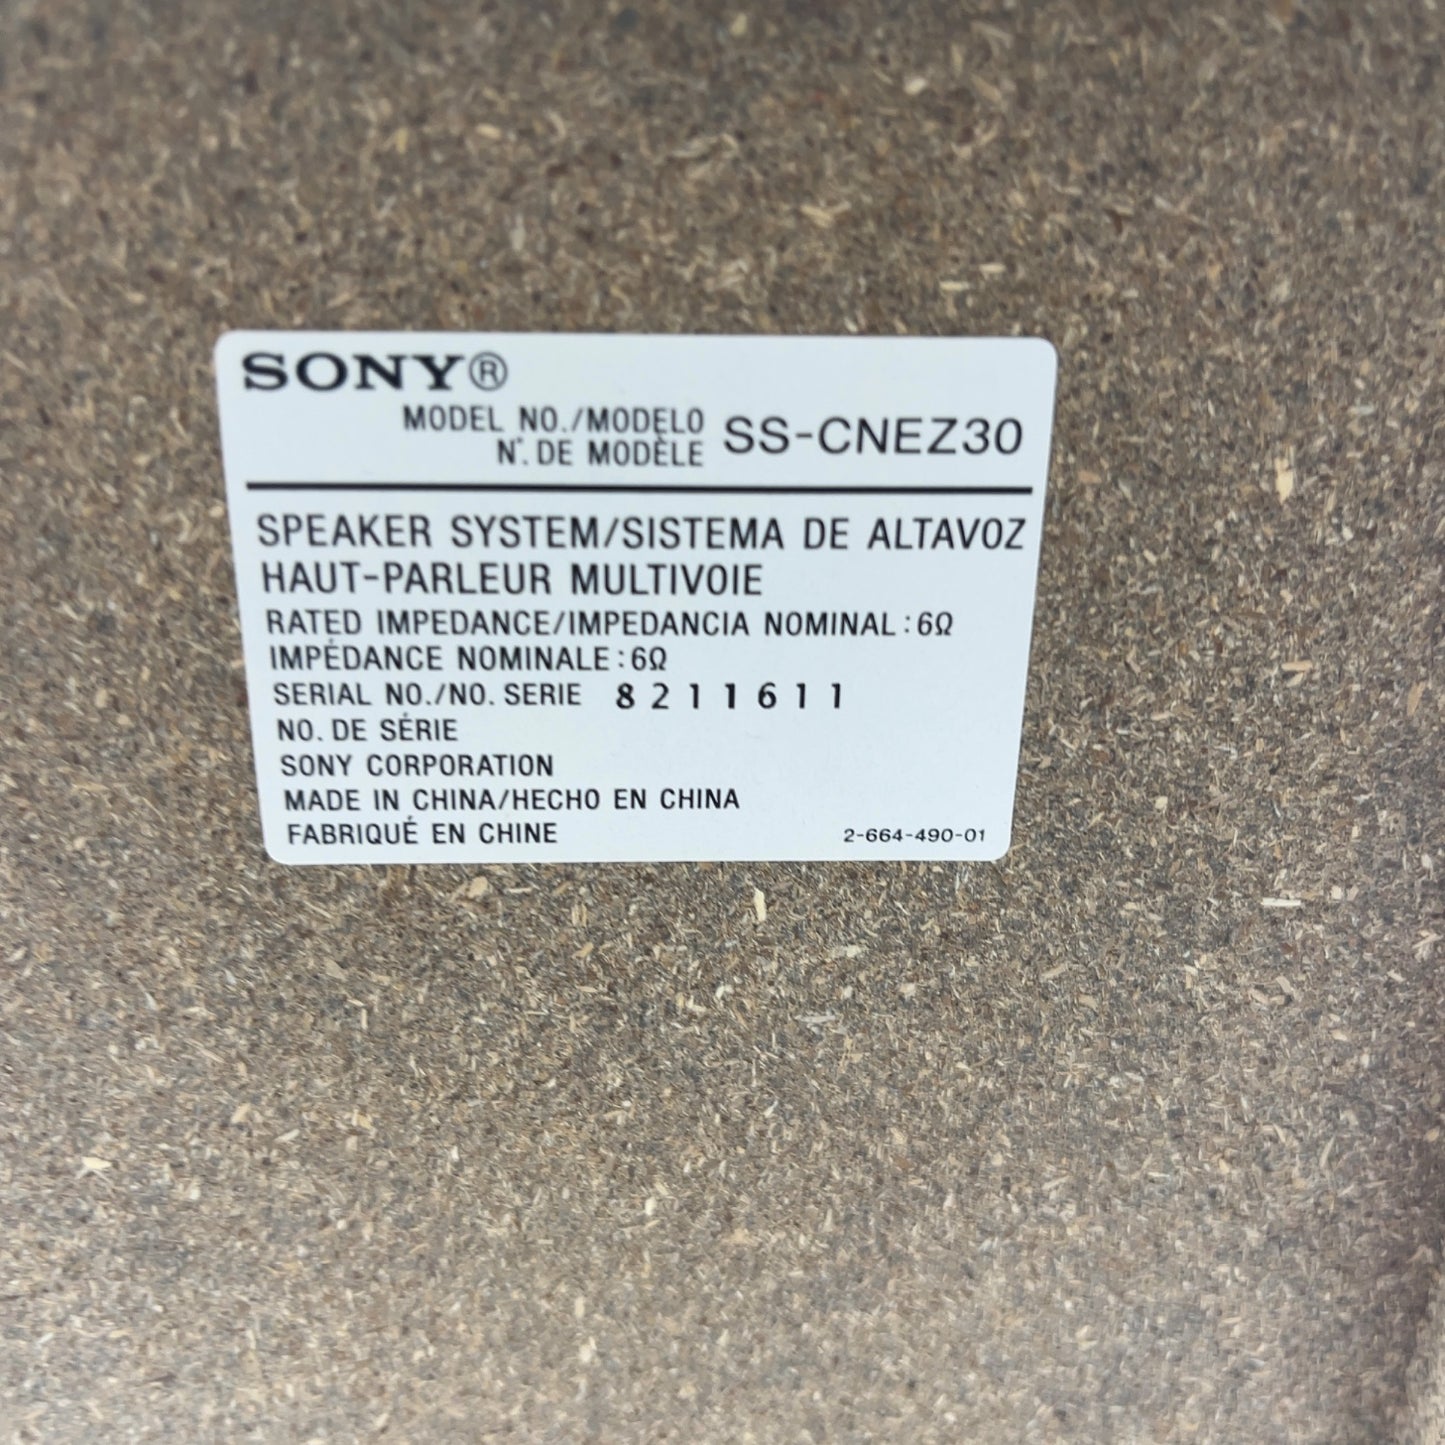 SONY®
MODEL NO./MODELO
N°. DE MODÈLE
SS-CNEZ30
SPEAKER SYSTEM/SISTEMA DE ALTAVOZ
HAUT-PARLEUR MULTIVOIE
RATED IMPEDANCE/IMPEDANCIA NOMINAL : 6Ω
IMPÉDANCE NOMINALE : 6Ω
SERIAL NO./NO. SERIE 8211611
NO. DE SÉRIE
SONY CORPORATION
MADE IN CHINA/HECHO EN CHINA
FABRIQUÉ EN CHINE
2-664-490-01